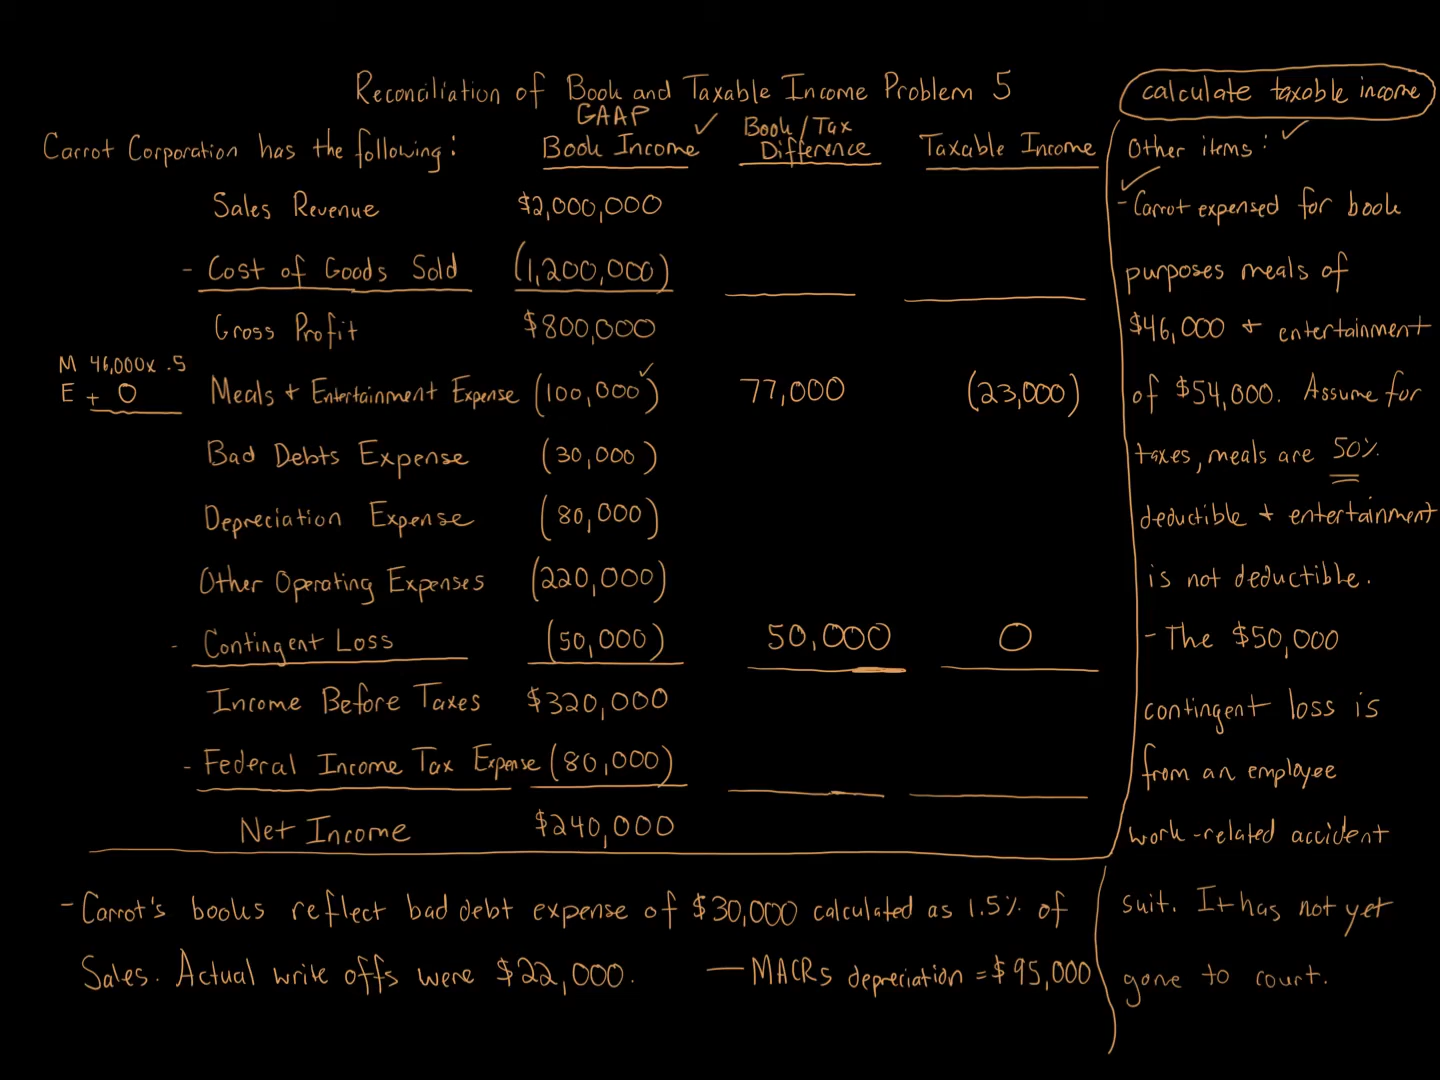 Reconciliation of Book and Taxable Income Problem 5
calculate taxable income
GAAP
Carrot Corporation has the following:
Book Income
Book/Tax
Difference
Taxable Income
Sales Revenue $2,000,000
- Cost of Goods Sold (1,200,000)
Gross Profit $800,000
M 46,000x .5
E + 0
Meals + Entertainment Expense (100,000) 77,000 (23,000)
Bad Debts Expense (30,000)
Depreciation Expense (80,000)
Other Operating Expenses (220,000)
- Contingent Loss (50,000) 50,000 0
Income Before Taxes $320,000
- Federal Income Tax Expense (80,000)
Net Income $240,000
Other items:
- Carrot expensed for book
purposes meals of
$46,000 + entertainment
of $54,000. Assume for
taxes, meals are 50%
deductible + entertainment
is not deductible.
- The $50,000
contingent loss is
from an employee
work-related accident
suit. It has not yet
gone to court.
- Carrot's books reflect bad debt expense of $30,000 calculated as 1.5% of
Sales. Actual write offs were $22,000.
- MACRs depreciation = $95,000